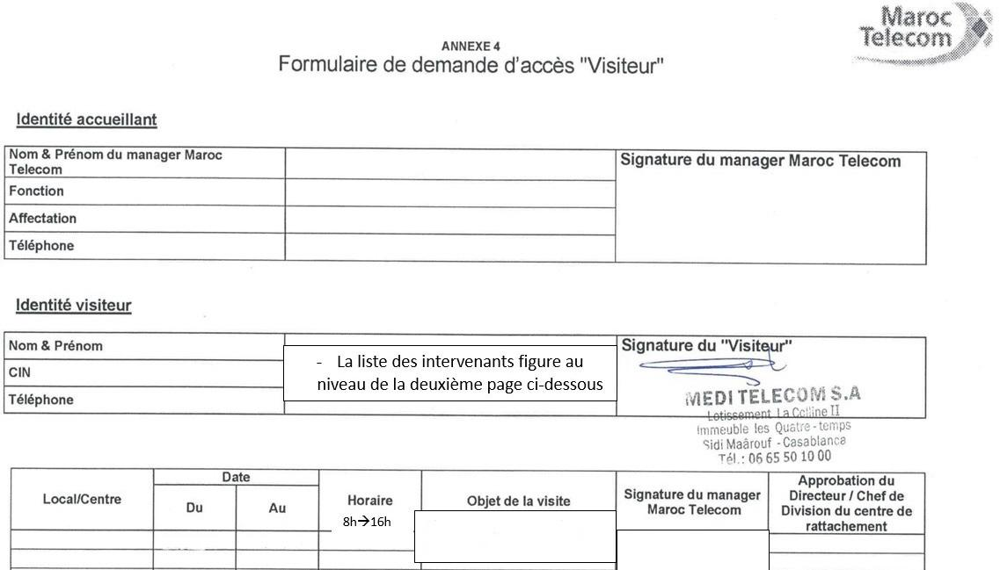 Maroc
Telecom
ANNEXE 4
Formulaire de demande d'accès "Visiteur"
Identité accueillant
Nom & Prénom du manager Maroc
Telecom
Signature du manager Maroc Telecom
Fonction
Affectation
Téléphone
Identité visiteur
Nom & Prénom
Signature du "Visiteur"
- La liste des intervenants figure au
niveau de la deuxième page ci-dessous
CIN
Téléphone
MEDI TELECOM S.A
Lotissement La Colline II
Immeuble les Quatre-temps
Sidi Maârouf - Casablanca
Tél.: 06 65 50 10 00
Local/Centre
Date
Du
Au
Horaire
8h→16h
Objet de la visite
Signature du manager
Maroc Telecom
Approbation du
Directeur / Chef de
Division du centre de
rattachement